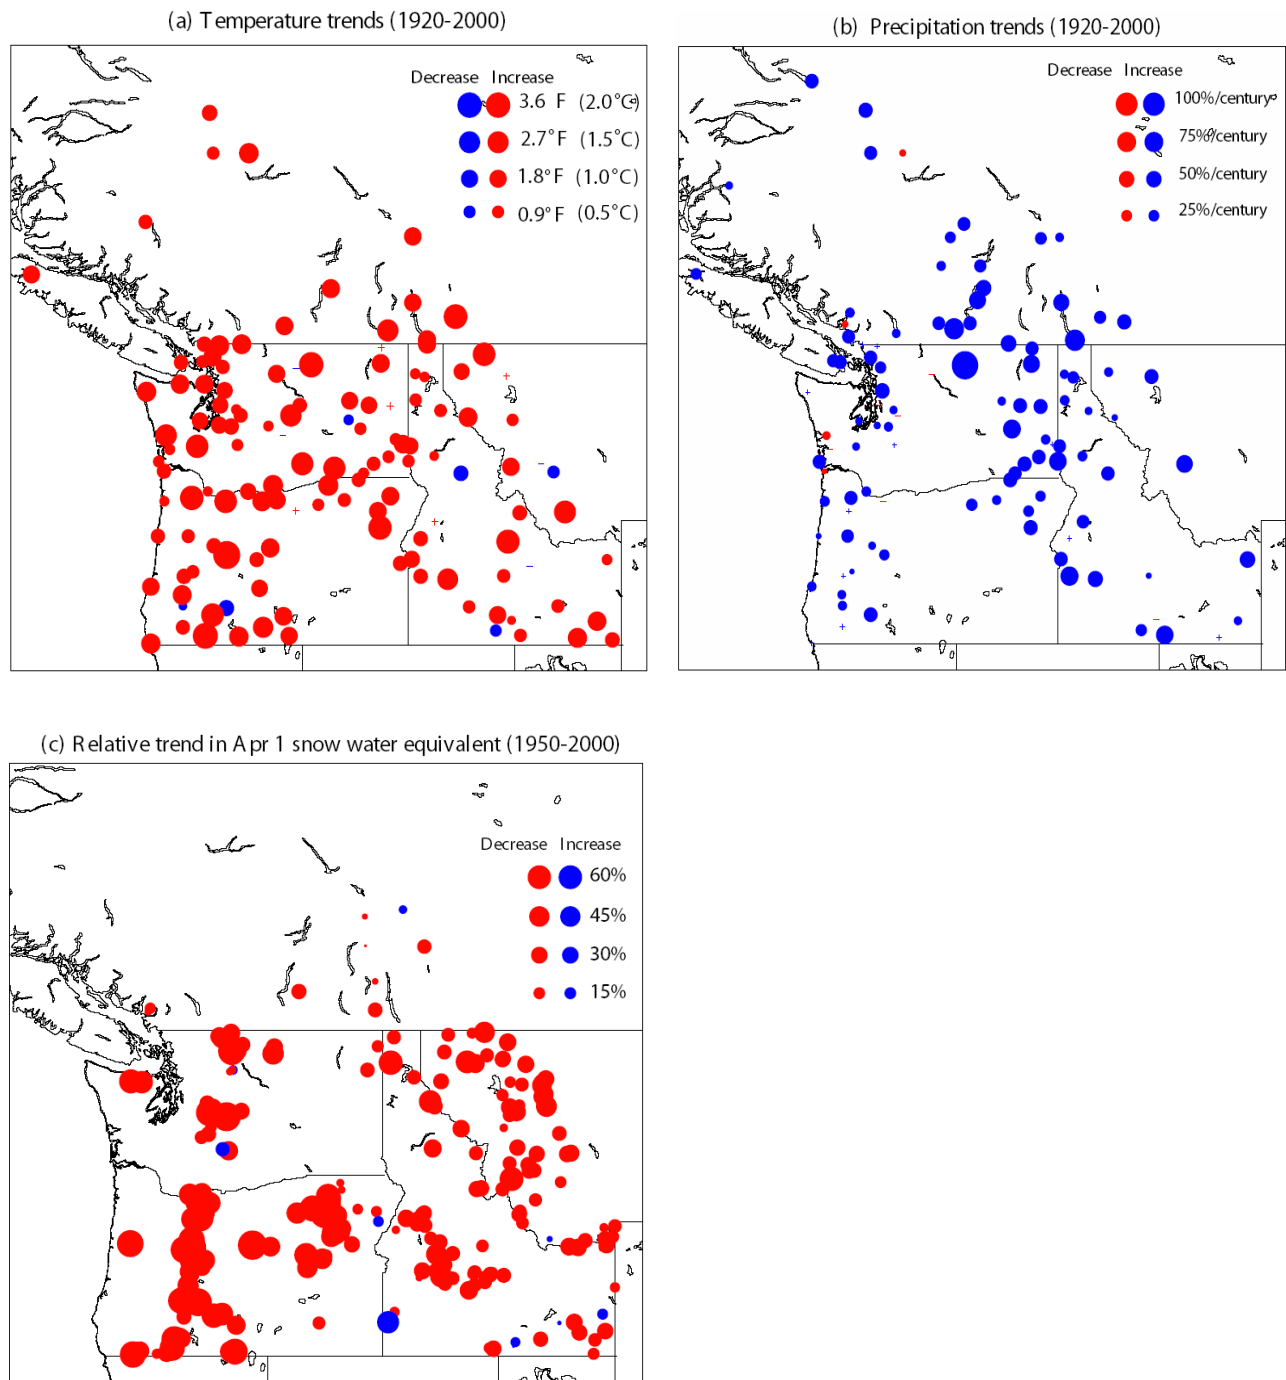 (a) Temperature trends (1920-2000)
Decrease Increase
3.6 F (2.0°C)
2.7°F (1.5°C)
1.8°F (1.0°C)
0.9°F (0.5°C)
(b) Precipitation trends (1920-2000)
Decrease Increase
100%/century
75%/century
50%/century
25%/century
(c) Relative trend in Apr 1 snow water equivalent (1950-2000)
Decrease Increase
60%
45%
30%
15%